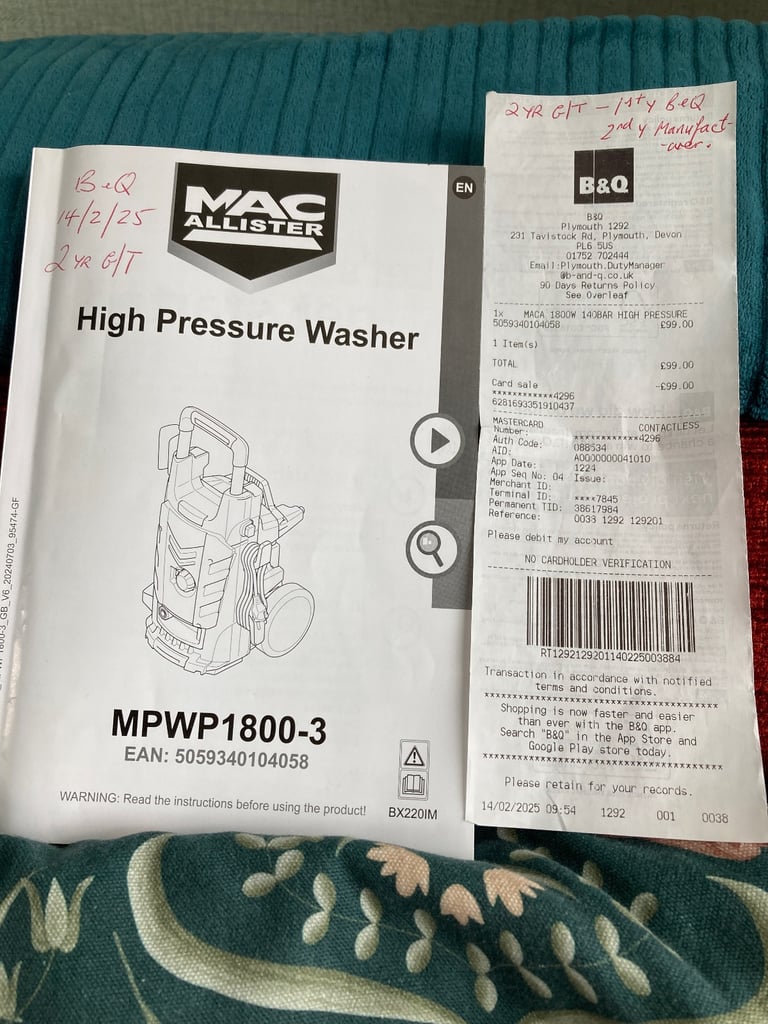 B&Q
14/2/25
2 YR G/T
MAC
ALLISTER
EN
High Pressure Washer
MPWP1800-3
EAN: 5059340104058
WARNING: Read the instructions before using the product!
BX220IM
1800-3_GB_V6_20240703_95474-GF
2 YR G/T - 1st y B&Q
2nd y Manufact-
-urer.
B&Q
B&Q
Plymouth 1292
231 Tavistock Rd, Plymouth, Devon
PL6 5US
01752 702444
Email:Plymouth.DutyManager
@b-and-q.co.uk
90 Days Returns Policy
See Overleaf
1x MACA 1800W 140BAR HIGH PRESSURE
5059340104058 £99.00
1 Item(s)
TOTAL £99.00
Card sale -£99.00
************4296
6281693351910437
MASTERCARD CONTACTLESS
Number: ************4296
Auth Code: 088534
AID: A0000000041010
App Date: 1224
App Seq No: 04 Issue:
Merchant ID: ****7845
Terminal ID: 38617984
Permanent TID: 0038 1292 129201
Reference:
Please debit my account
NO CARDHOLDER VERIFICATION
RT1292129201140225003884
Transaction in accordance with notified
terms and conditions.
Shopping is now faster and easier
than ever with the B&Q app.
Search "B&Q" in the App Store and
Google Play store today.
Please retain for your records.
14/02/2025 09:54 1292 001 0038